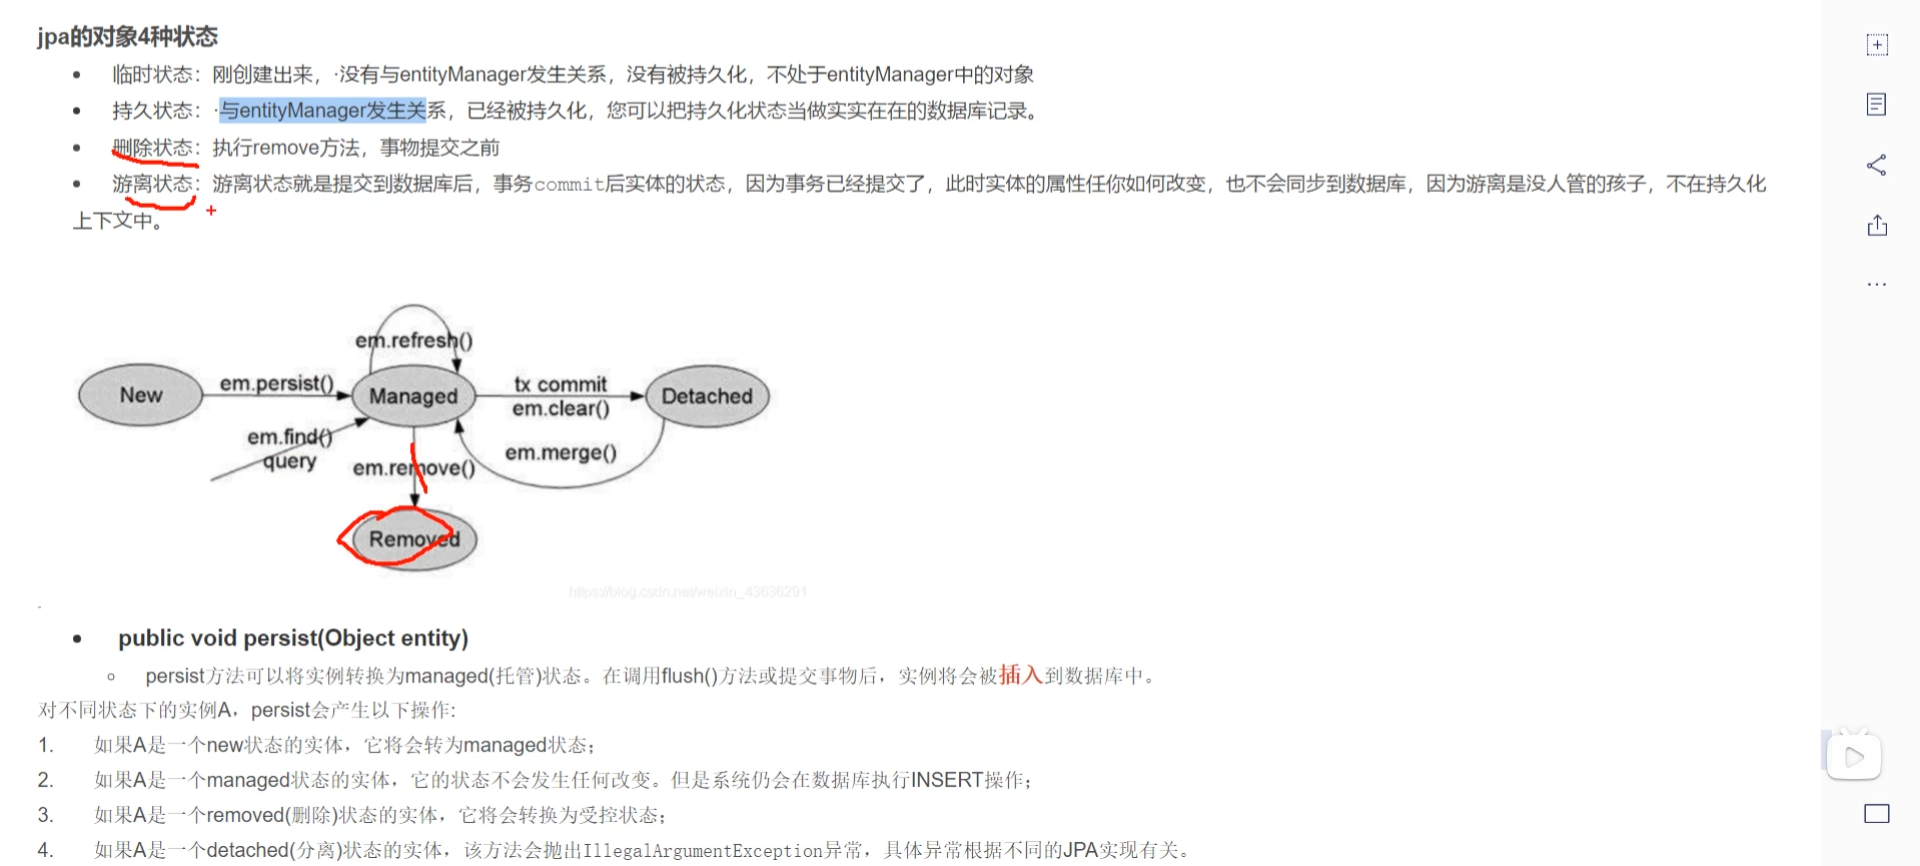 jpa的对象4种状态
• 临时状态：刚创建出来，·没有与entityManager发生关系，没有被持久化，不处于entityManager中的对象
• 持久状态：·与entityManager发生关系，已经被持久化，您可以把持久化状态当做实实在在的数据库记录。
• 删除状态：执行remove方法，事物提交之前
• 游离状态：游离状态就是提交到数据库后，事务commit后实体的状态，因为事务已经提交了，此时实体的属性任你如何改变，也不会同步到数据库，因为游离是没人管的孩子，不在持久化
上下文中。
em.refresh()
New
em.persist()
Managed
tx commit
em.clear()
Detached
em.find()
query
em.remove()
em.merge()
Removed
https://blog.csdn.net/weixin_43636291
• public void persist(Object entity)
○ persist方法可以将实例转换为managed(托管)状态。在调用flush()方法或提交事物后，实例将会被插入到数据库中。
对不同状态下的实例A，persist会产生以下操作:
1. 如果A是一个new状态的实体，它将会转为managed状态；
2. 如果A是一个managed状态的实体，它的状态不会发生任何改变。但是系统仍会在数据库执行INSERT操作；
3. 如果A是一个removed(删除)状态的实体，它将会转换为受控状态；
4. 如果A是一个detached(分离)状态的实体，该方法会抛出IllegalArgumentException异常，具体异常根据不同的JPA实现有关。